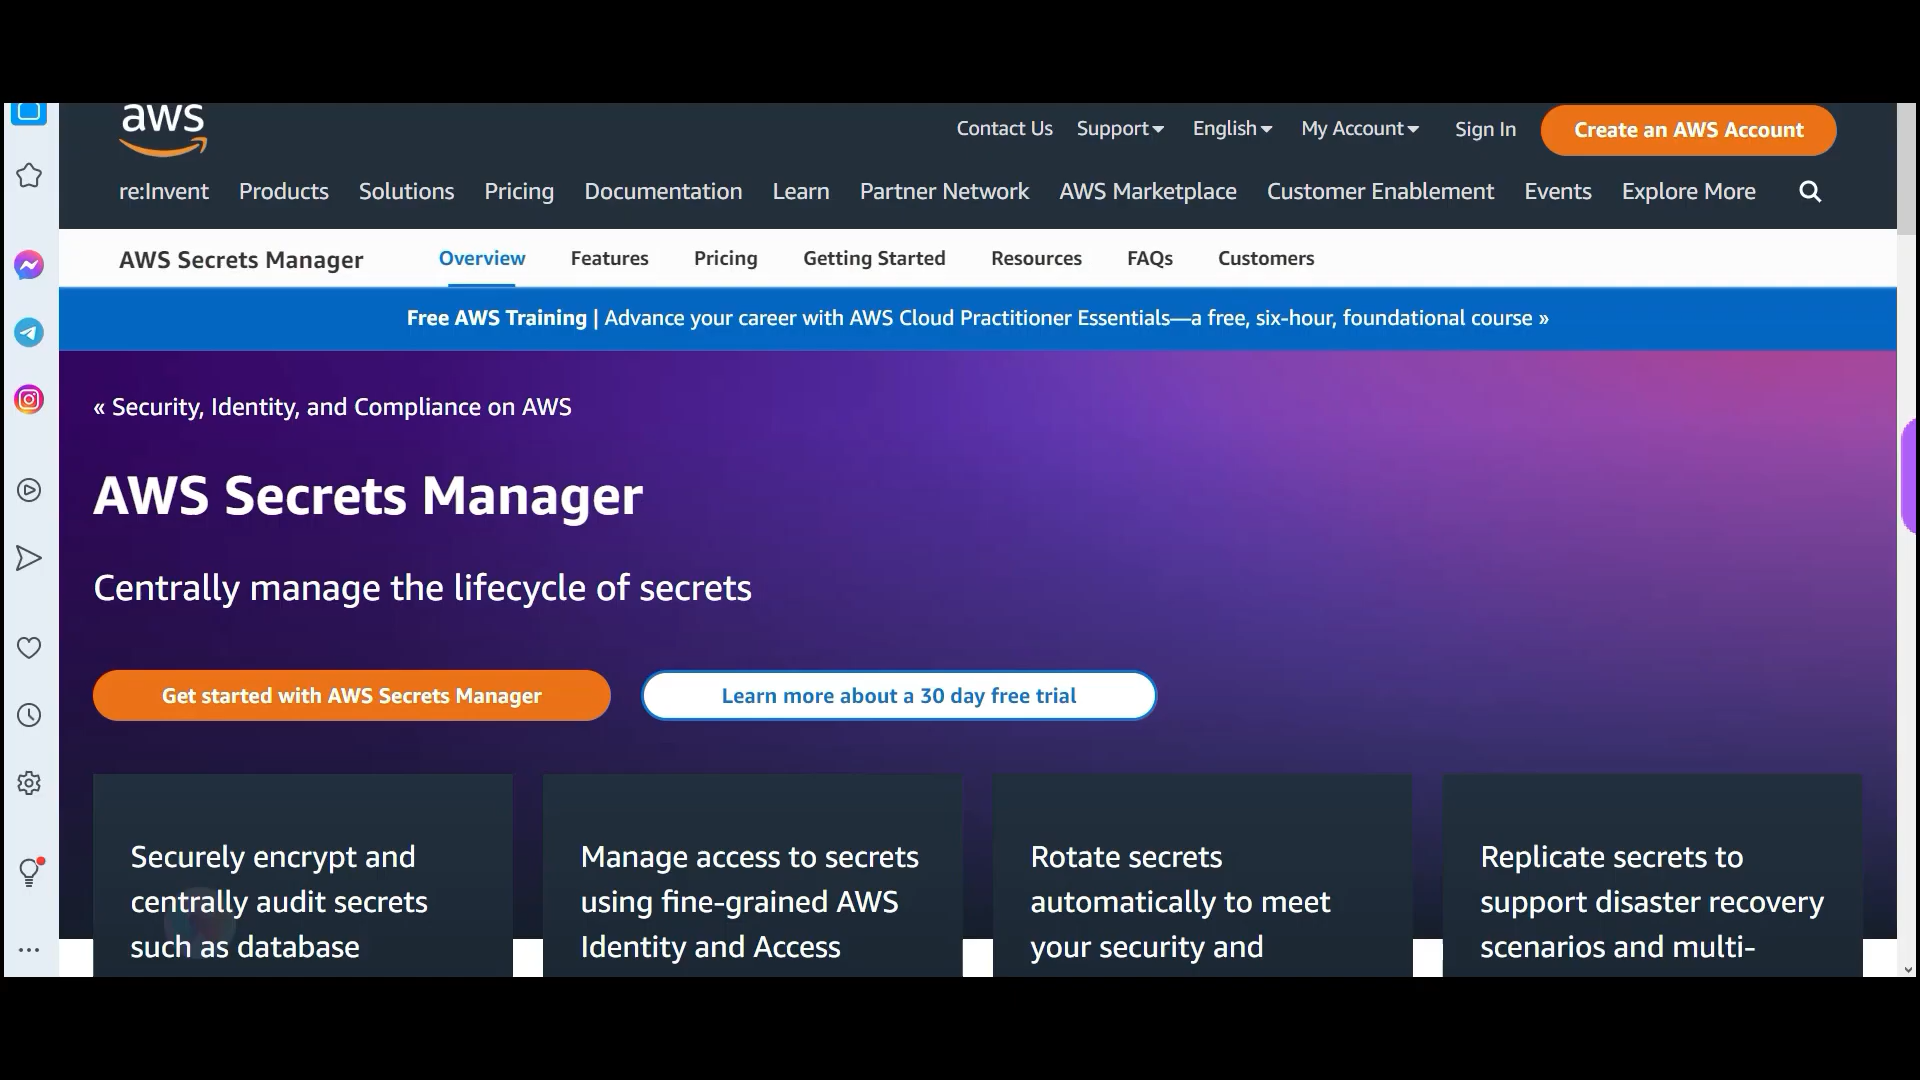 aws
Contact Us Support English My Account Sign In Create an AWS Account
re:Invent Products Solutions Pricing Documentation Learn Partner Network AWS Marketplace Customer Enablement Events Explore More
AWS Secrets Manager Overview Features Pricing Getting Started Resources FAQs Customers
Free AWS Training | Advance your career with AWS Cloud Practitioner Essentials—a free, six-hour, foundational course »
« Security, Identity, and Compliance on AWS
AWS Secrets Manager
Centrally manage the lifecycle of secrets
Get started with AWS Secrets Manager Learn more about a 30 day free trial
Securely encrypt and
centrally audit secrets
such as database
Manage access to secrets
using fine-grained AWS
Identity and Access
Rotate secrets
automatically to meet
your security and
Replicate secrets to
support disaster recovery
scenarios and multi-